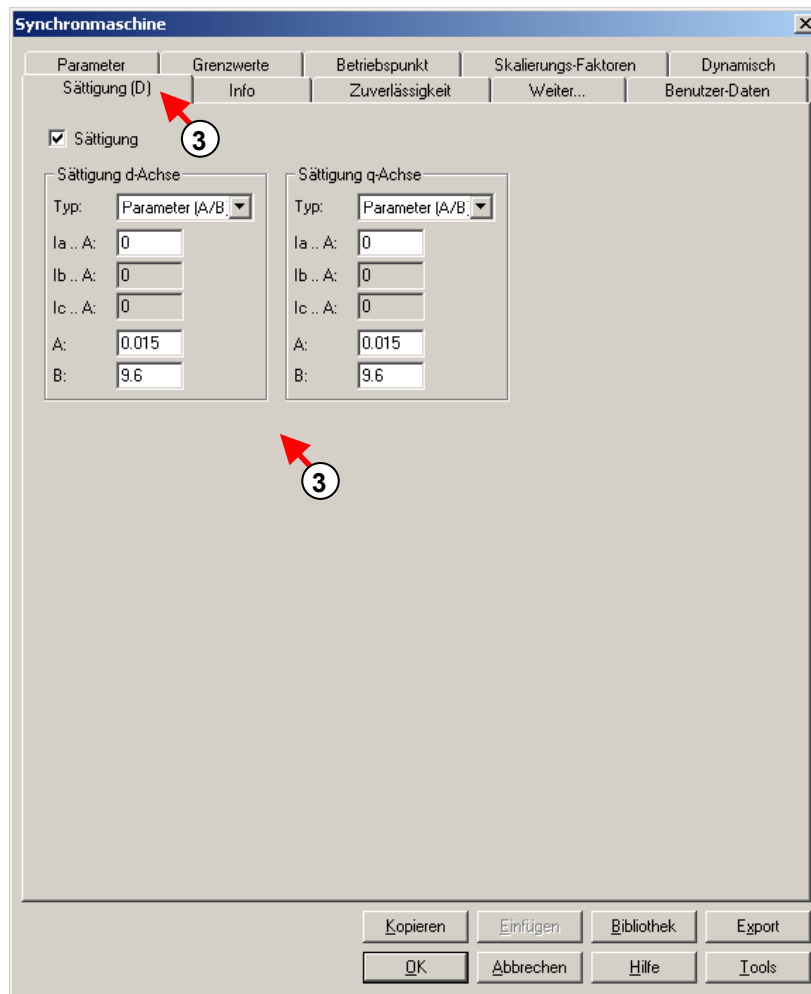 Synchronmaschine
Parameter Grenzwerte Betriebspunkt Skalierungs-Faktoren Dynamisch
Sättigung (D) Info Zuverlässigkeit Weiter... Benutzer-Daten
3
Sättigung
Sättigung d-Achse Sättigung q-Achse
Typ: Parameter (A/B) Typ: Parameter (A/B)
Ia .. A: 0 Ia .. A: 0
Ib .. A: 0 Ib .. A: 0
Ic .. A: 0 Ic .. A: 0
A: 0.015 A: 0.015
B: 9.6 B: 9.6
3
Kopieren Einfügen Bibliothek Export
OK Abbrechen Hilfe Tools